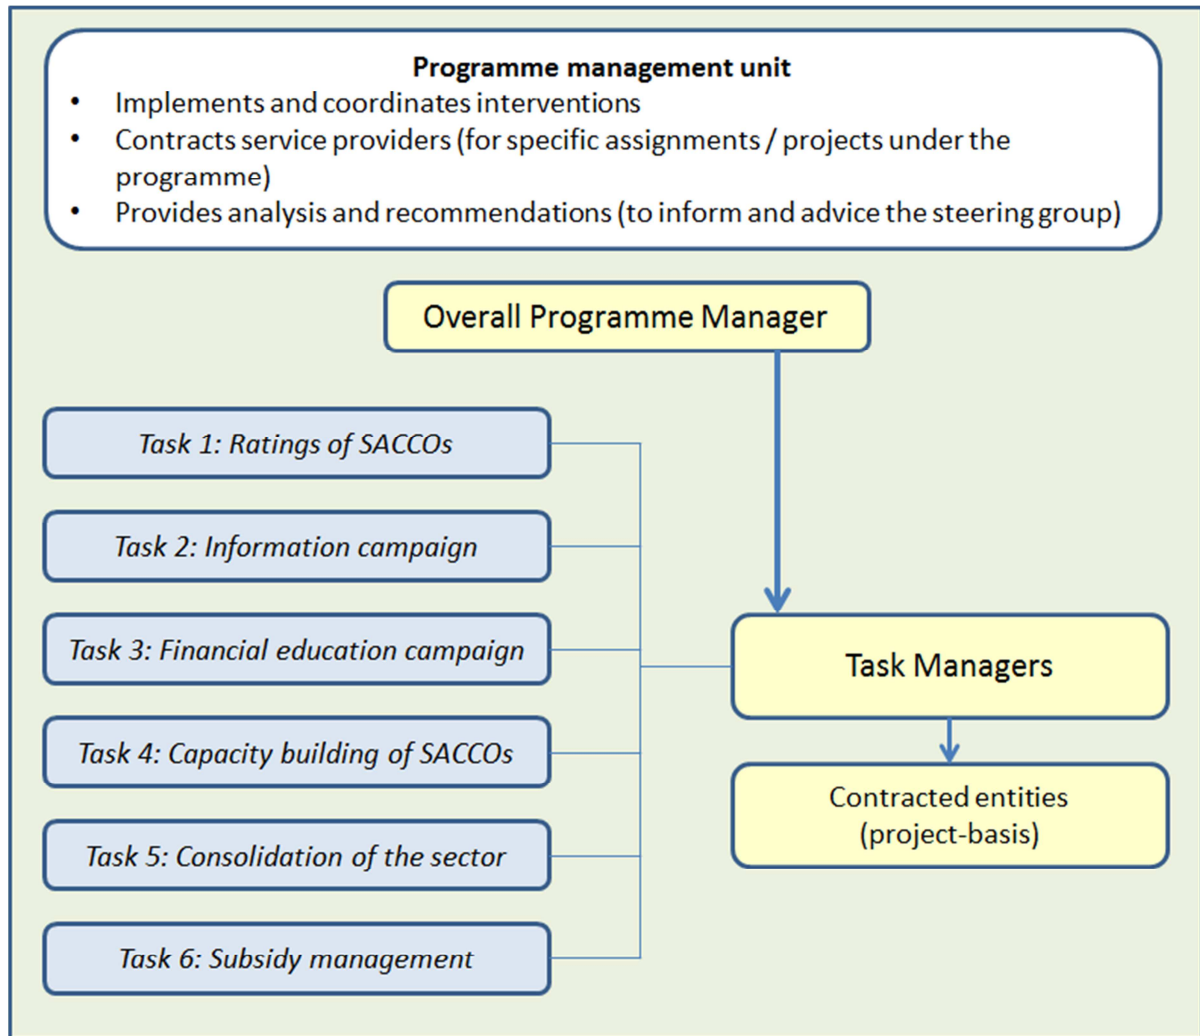 Programme management unit
• Implements and coordinates interventions
• Contracts service providers (for specific assignments / projects under the
programme)
• Provides analysis and recommendations (to inform and advice the steering group)
Overall Programme Manager
Task 1: Ratings of SACCOs
Task 2: Information campaign
Task 3: Financial education campaign
Task 4: Capacity building of SACCOs
Task 5: Consolidation of the sector
Task 6: Subsidy management
Task Managers
Contracted entities
(project-basis)